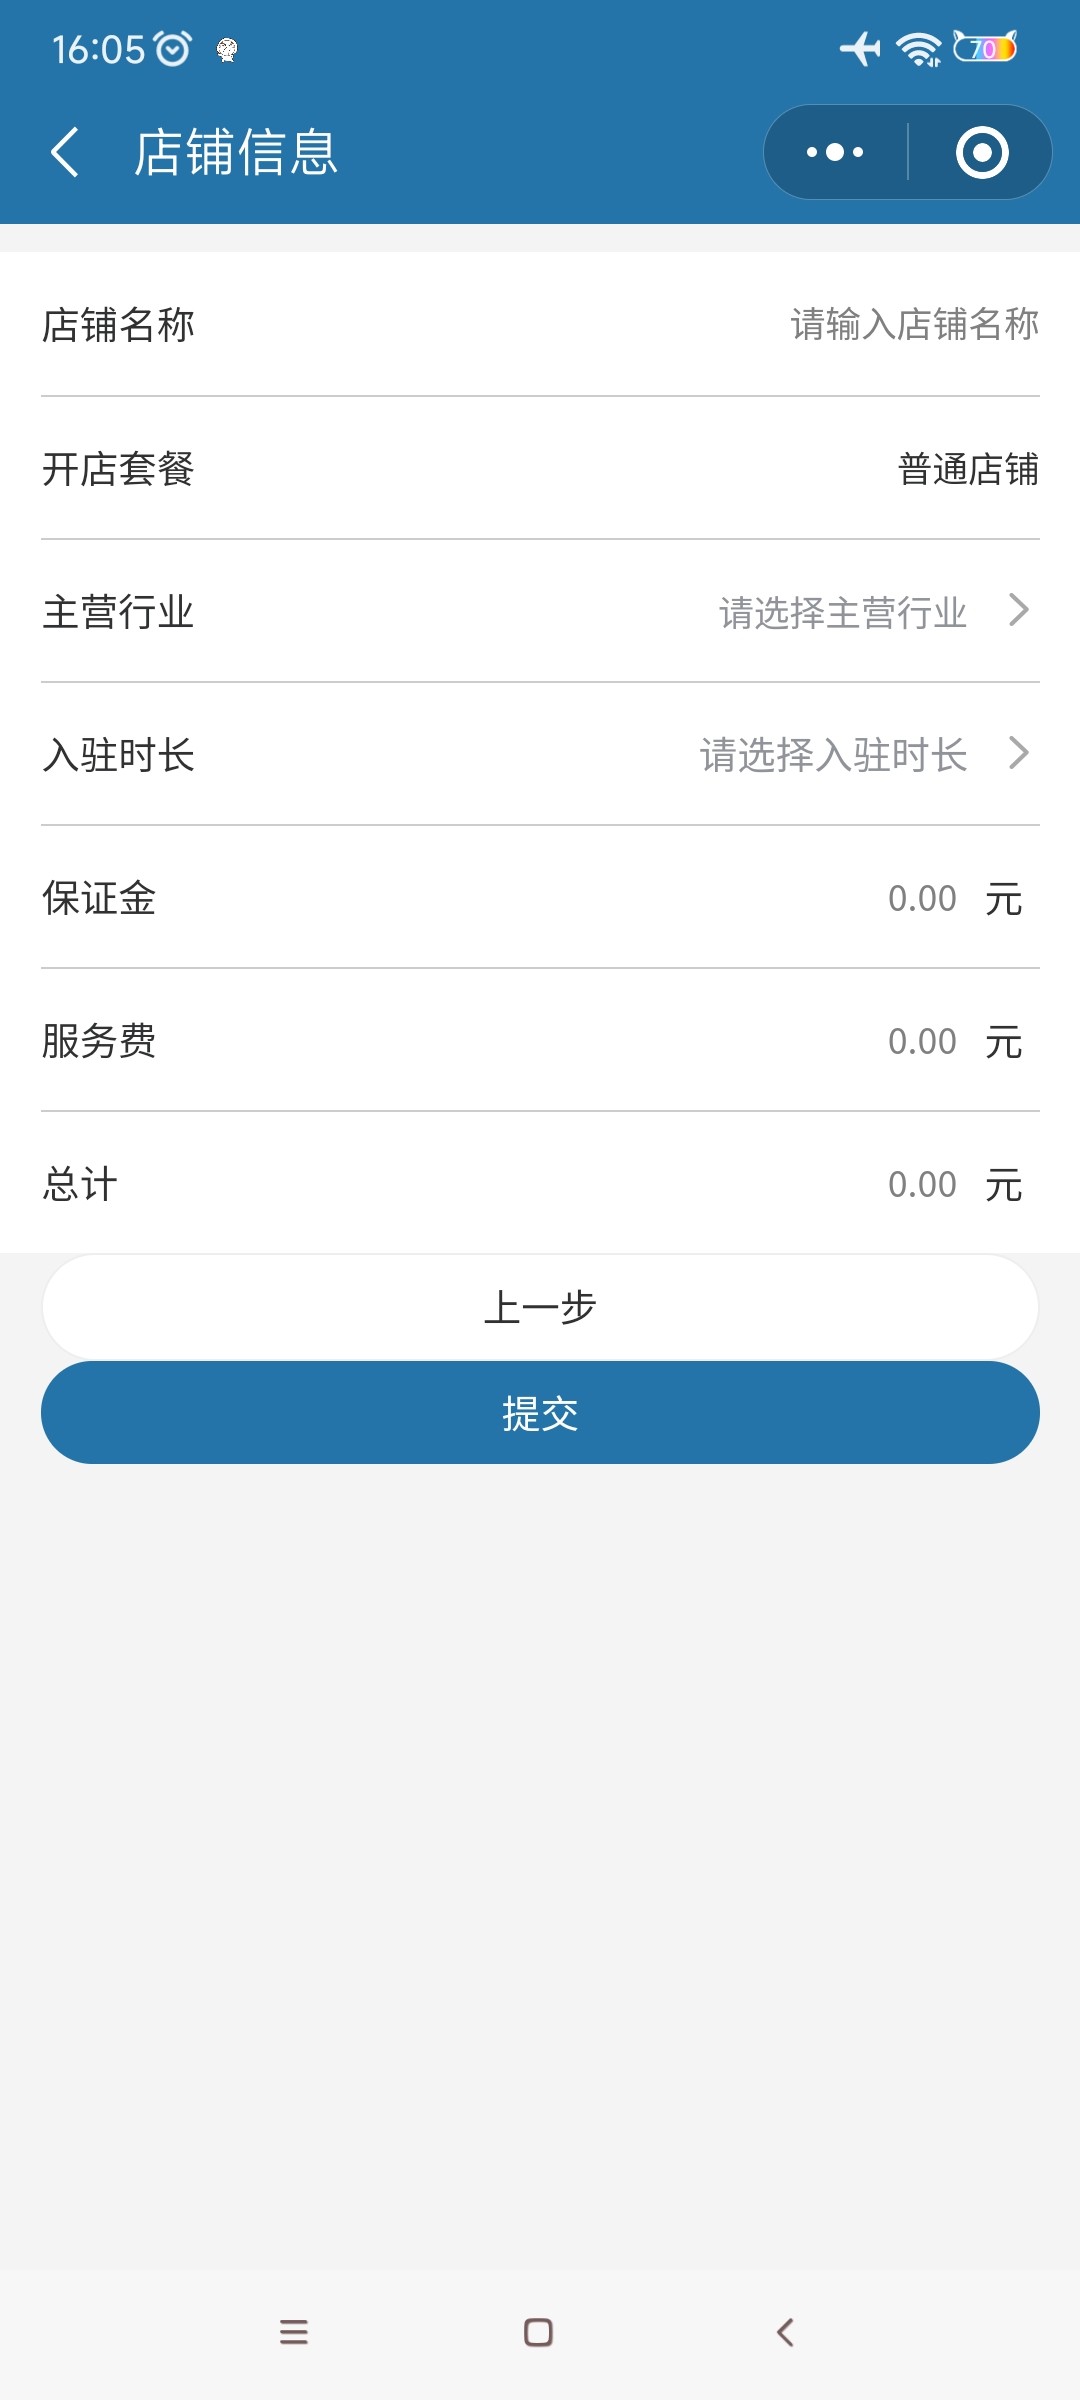 16:05
70
店铺信息
店铺名称 请输入店铺名称
开店套餐 普通店铺
主营行业 请选择主营行业
入驻时长 请选择入驻时长
保证金 0.00 元
服务费 0.00 元
总计 0.00 元
上一步
提交